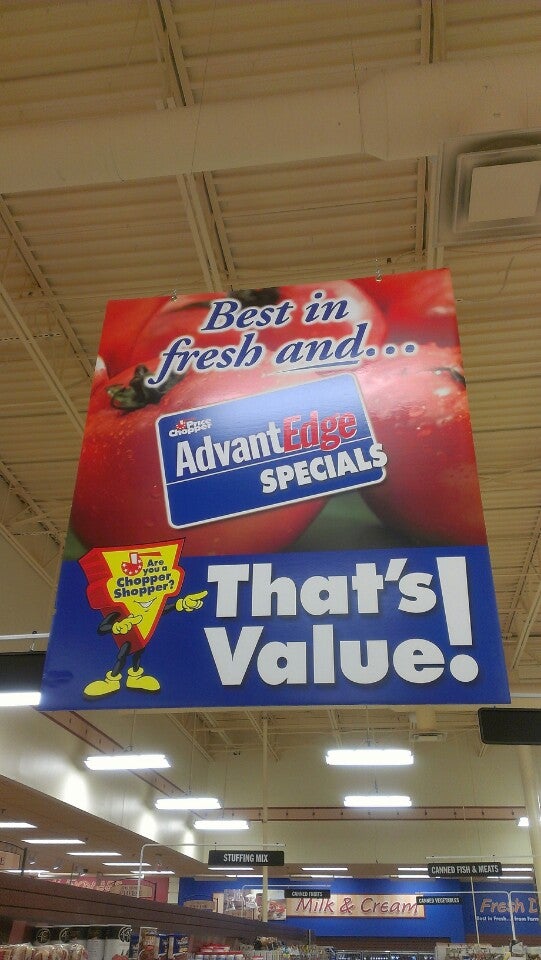 Best in
fresh and...
Price
Chopper
AdvantEdge
SPECIALS
Are
you a
Chopper
Shopper?
That's
Value!
STUFFING MIX
CANNED FISH & MEATS
CANNED FRUITS
CANNED VEGETABLES
Milk & Cream
Fresh